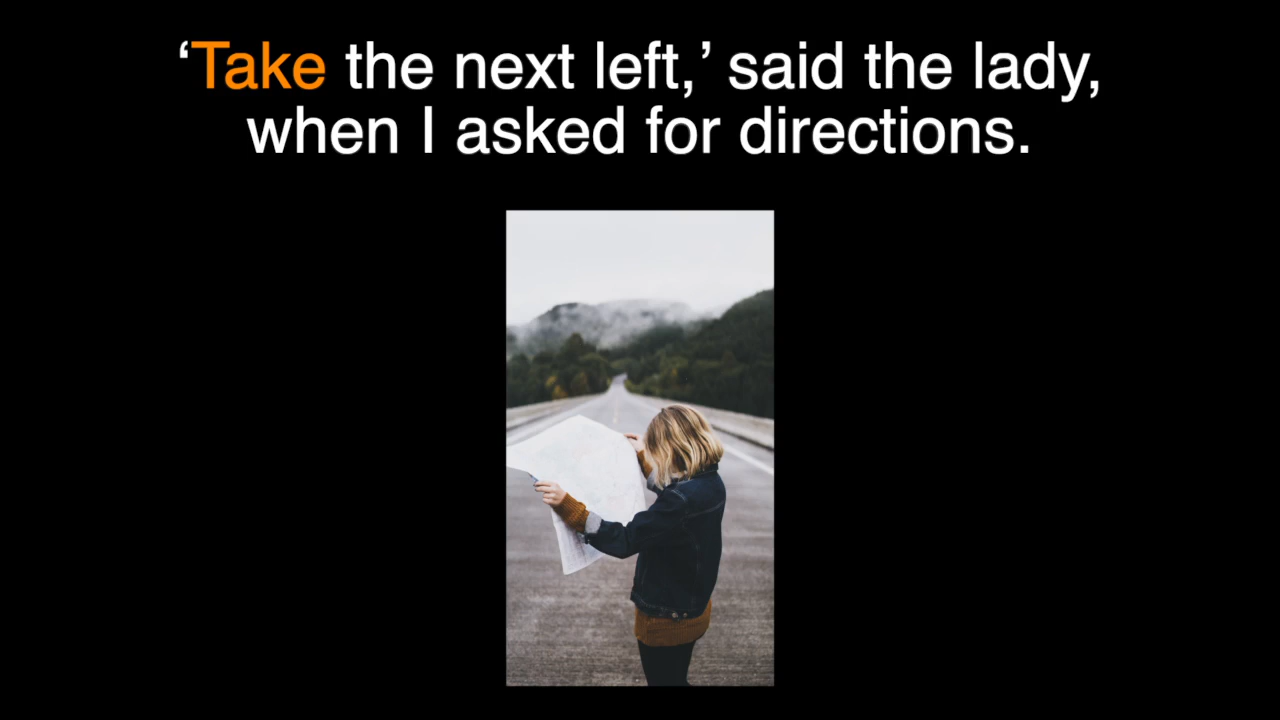 ‘Take the next left,’ said the lady,
when I asked for directions.